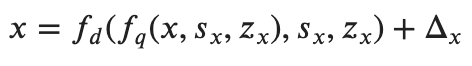 x = f_d(f_q(x, s_x, z_x), s_x, z_x) + Δ_x